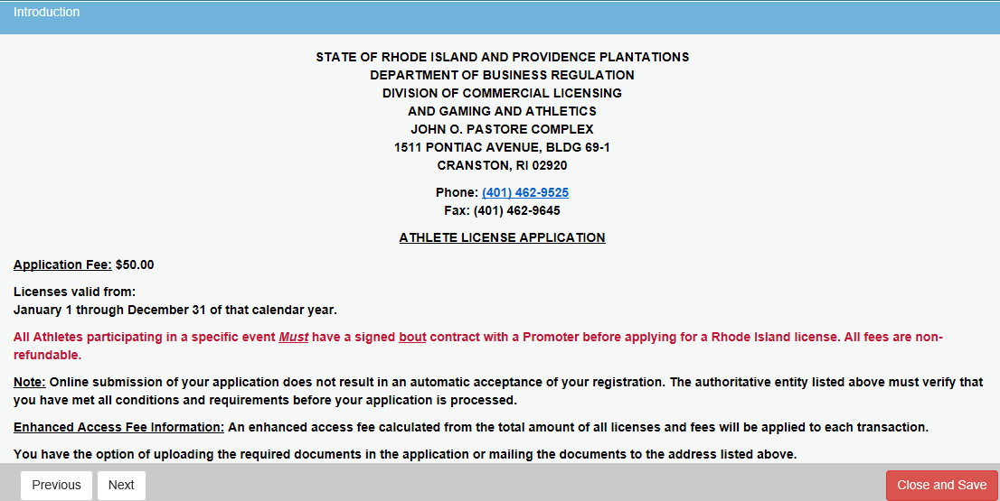 Introduction
STATE OF RHODE ISLAND AND PROVIDENCE PLANTATIONS
DEPARTMENT OF BUSINESS REGULATION
DIVISION OF COMMERCIAL LICENSING
AND GAMING AND ATHLETICS
JOHN O. PASTORE COMPLEX
1511 PONTIAC AVENUE, BLDG 69-1
CRANSTON, RI 02920
Phone: (401) 462-9525
Fax: (401) 462-9645
ATHLETE LICENSE APPLICATION
Application Fee: $50.00
Licenses valid from:
January 1 through December 31 of that calendar year.
All Athletes participating in a specific event Must have a signed bout contract with a Promoter before applying for a Rhode Island license. All fees are non-
refundable.
Note: Online submission of your application does not result in an automatic acceptance of your registration. The authoritative entity listed above must verify that
you have met all conditions and requirements before your application is processed.
Enhanced Access Fee Information: An enhanced access fee calculated from the total amount of all licenses and fees will be applied to each transaction.
You have the option of uploading the required documents in the application or mailing the documents to the address listed above.
Previous Next Close and Save